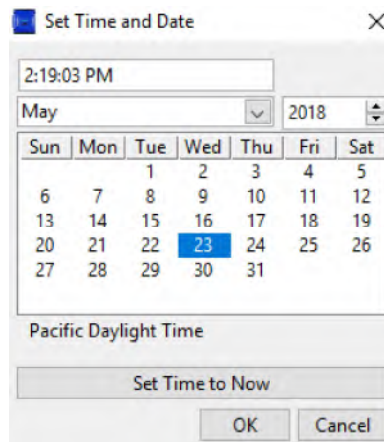 Set Time and Date
2:19:03 PM
May 2018
Sun Mon Tue Wed Thu Fri Sat
1 2 3 4 5
6 7 8 9 10 11 12
13 14 15 16 17 18 19
20 21 22 23 24 25 26
27 28 29 30 31
Pacific Daylight Time
Set Time to Now
OK Cancel